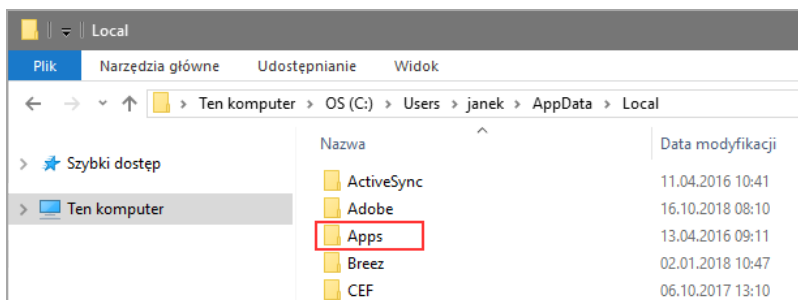 Local
Plik Narzędzia główne Udostępnianie Widok
Ten komputer > OS (C:) > Users > janek > AppData > Local
Nazwa Data modyfikacji
Szybki dostęp
ActiveSync 11.04.2016 10:41
Ten komputer
Adobe 16.10.2018 08:10
Apps 13.04.2016 09:11
Breez 02.01.2018 10:47
CEF 06.10.2017 13:10